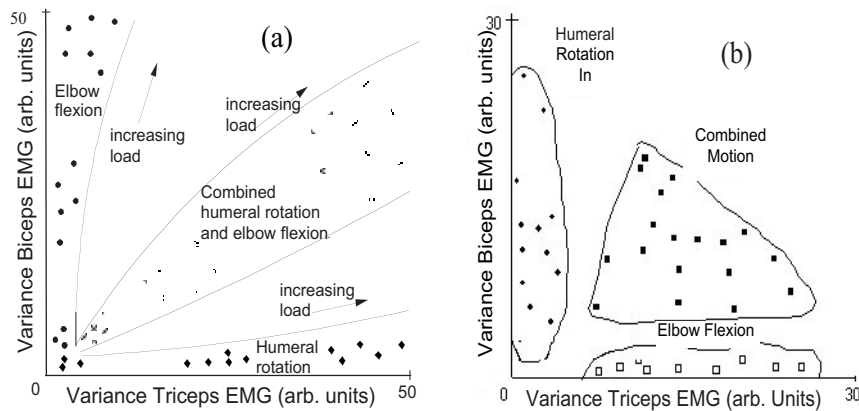 50
(a)
Elbow
flexion
increasing
load
increasing
load
Combined
humeral rotation
and elbow flexion
increasing
load
Humeral
rotation
Variance Biceps EMG (arb. units)
0
Variance Triceps EMG (arb. units)
50
30
(b)
Humeral
Rotation
In
Combined
Motion
Elbow Flexion
Variance Biceps EMG (arb. units)
0
Variance Triceps EMG (arb. Units)
30